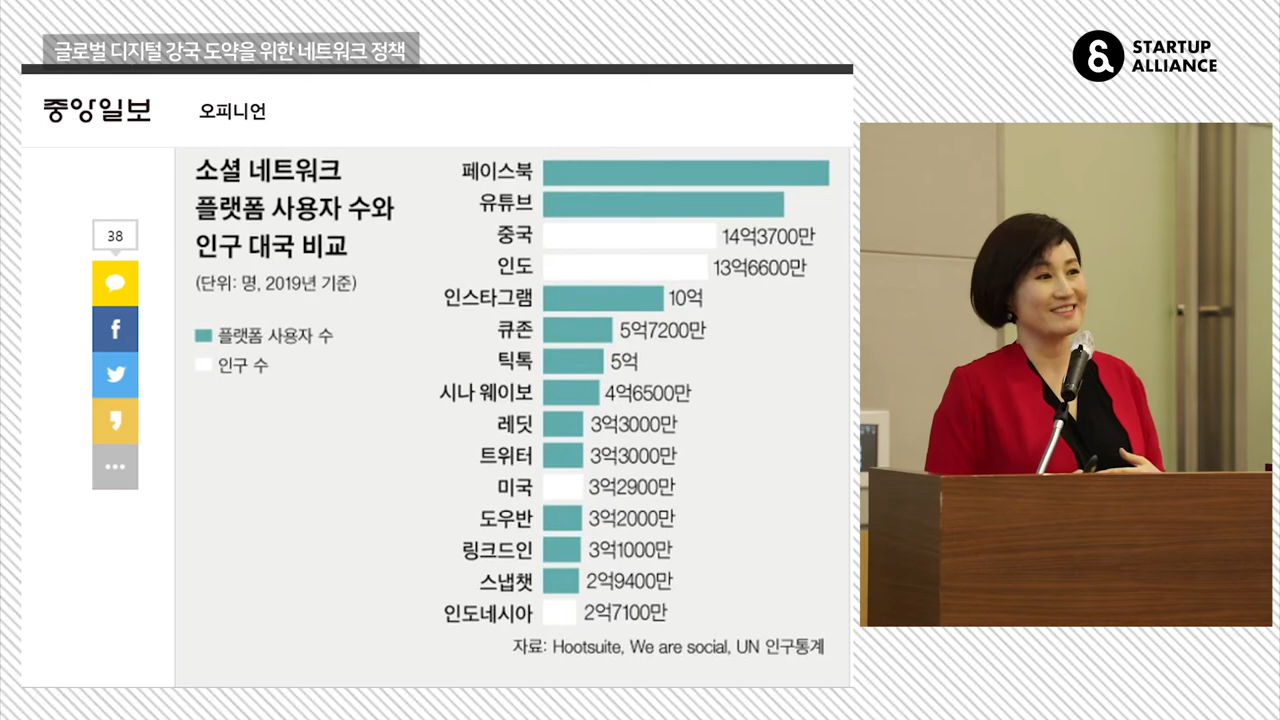 글로벌 디지털 강국 도약을 위한 네트워크 정책
STARTUP
ALLIANCE
중앙일보
오피니언
38
소셜 네트워크
플랫폼 사용자 수와
인구 대국 비교
(단위: 명, 2019년 기준)
플랫폼 사용자 수
인구 수
페이스북
유튜브
중국 14억3700만
인도 13억6600만
인스타그램 10억
큐존 5억7200만
틱톡 5억
시나 웨이보 4억6500만
레딧 3억3000만
트위터 3억3000만
미국 3억2900만
도우반 3억2000만
링크드인 3억1000만
스냅챗 2억9400만
인도네시아 2억7100만
자료: Hootsuite, We are social, UN 인구통계